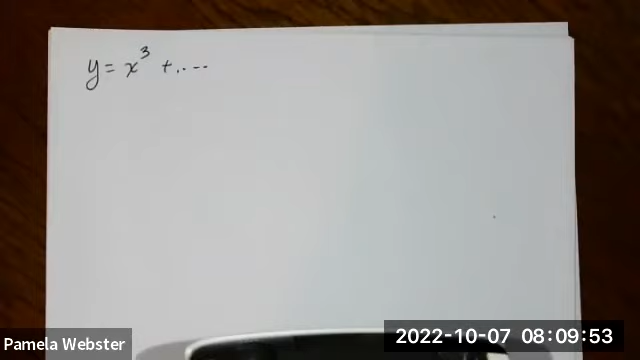 y = x³ + ....
Pamela Webster
2022-10-07 08:09:53